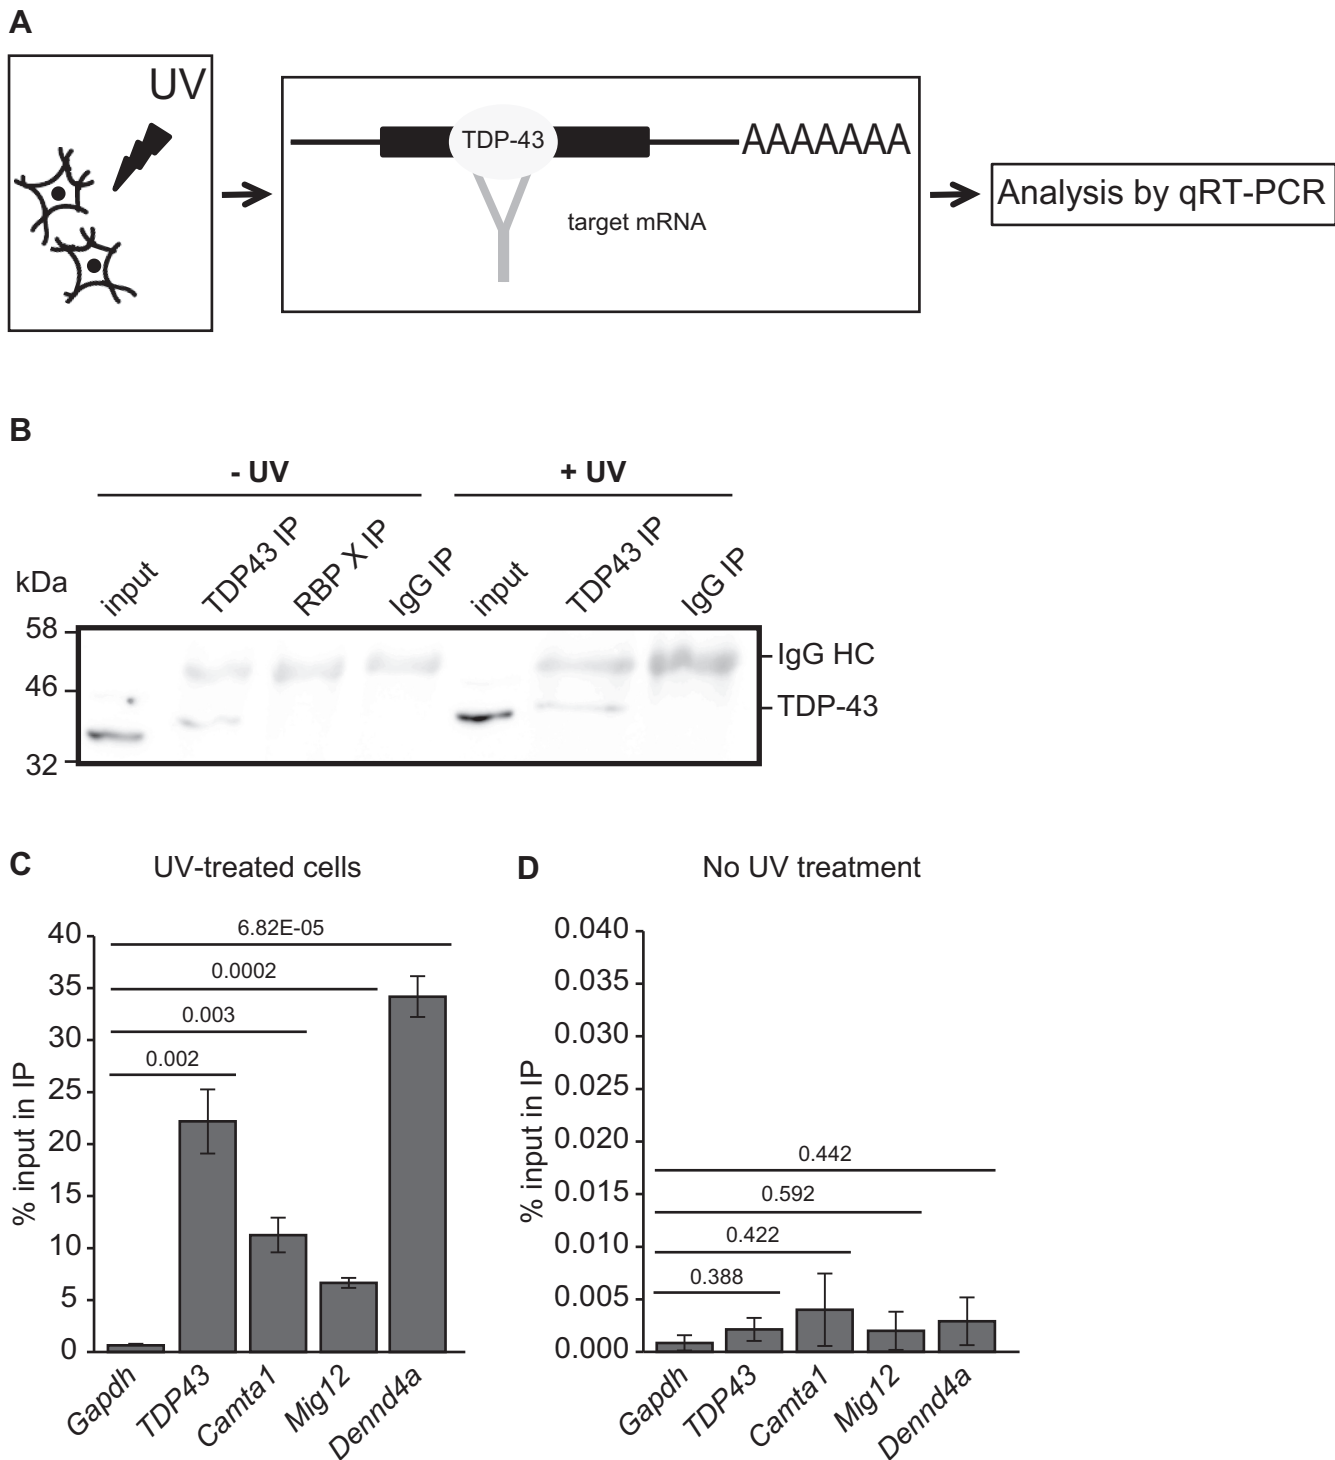 A
UV
TDP-43
AAAAAAA
target mRNA
Analysis by qRT-PCR
B
- UV
+ UV
kDa
input
TDP43 IP
RBP X IP
IgG IP
input
TDP43 IP
IgG IP
58
46
32
IgG HC
TDP-43
C
UV-treated cells
% input in IP
40
35
30
25
20
15
10
5
0
6.82E-05
0.0002
0.003
0.002
Gapdh
TDP43
Camta1
Mig12
Dennd4a
D
No UV treatment
% input in IP
0.040
0.035
0.030
0.025
0.020
0.015
0.010
0.005
0.000
0.442
0.592
0.422
0.388
Gapdh
TDP43
Camta1
Mig12
Dennd4a